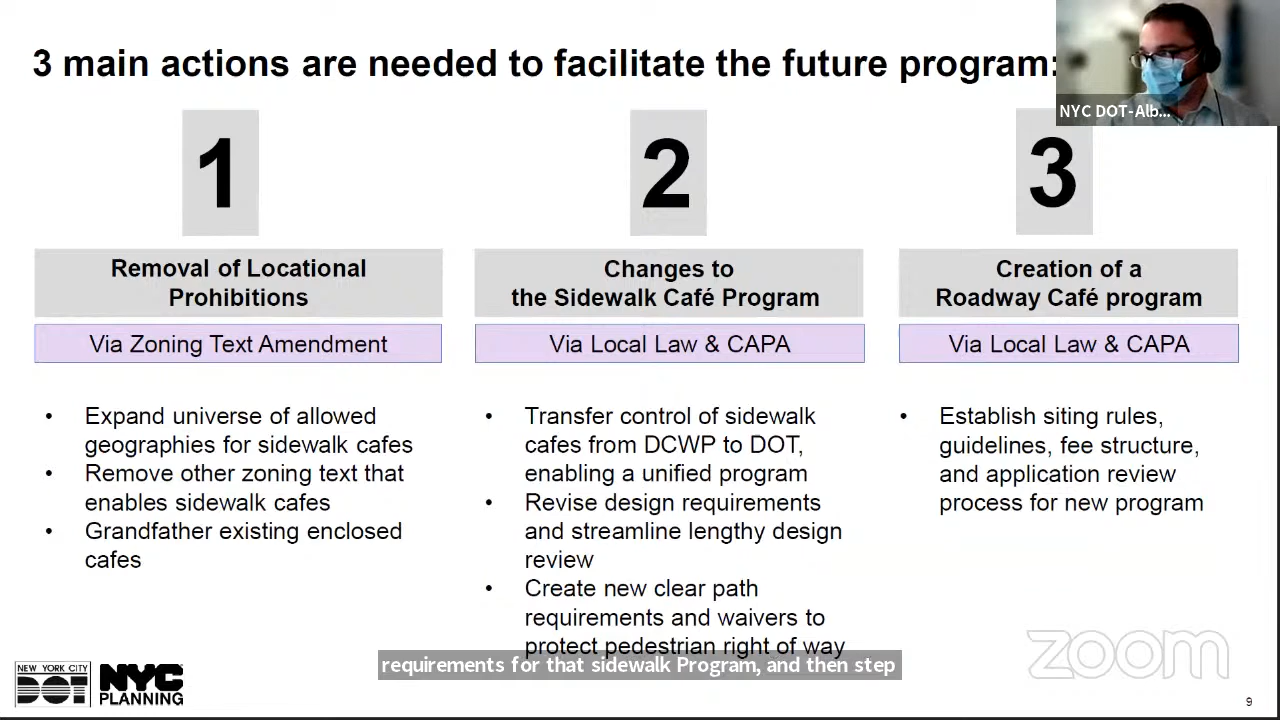 3 main actions are needed to facilitate the future program:
NYC DOT-Alb...
1
2
3
Removal of Locational
Prohibitions
Via Zoning Text Amendment
• Expand universe of allowed
geographies for sidewalk cafes
• Remove other zoning text that
enables sidewalk cafes
• Grandfather existing enclosed
cafes
Changes to
the Sidewalk Café Program
Via Local Law & CAPA
• Transfer control of sidewalk
cafes from DCWP to DOT,
enabling a unified program
• Revise design requirements
and streamline lengthy design
review
• Create new clear path
requirements and waivers to
protect pedestrian right of way
Creation of a
Roadway Café program
Via Local Law & CAPA
• Establish siting rules,
guidelines, fee structure,
and application review
process for new program
requirements for that sidewalk Program, and then step
NEW YORK CITY
DOT
NYC
PLANNING
zoom
9